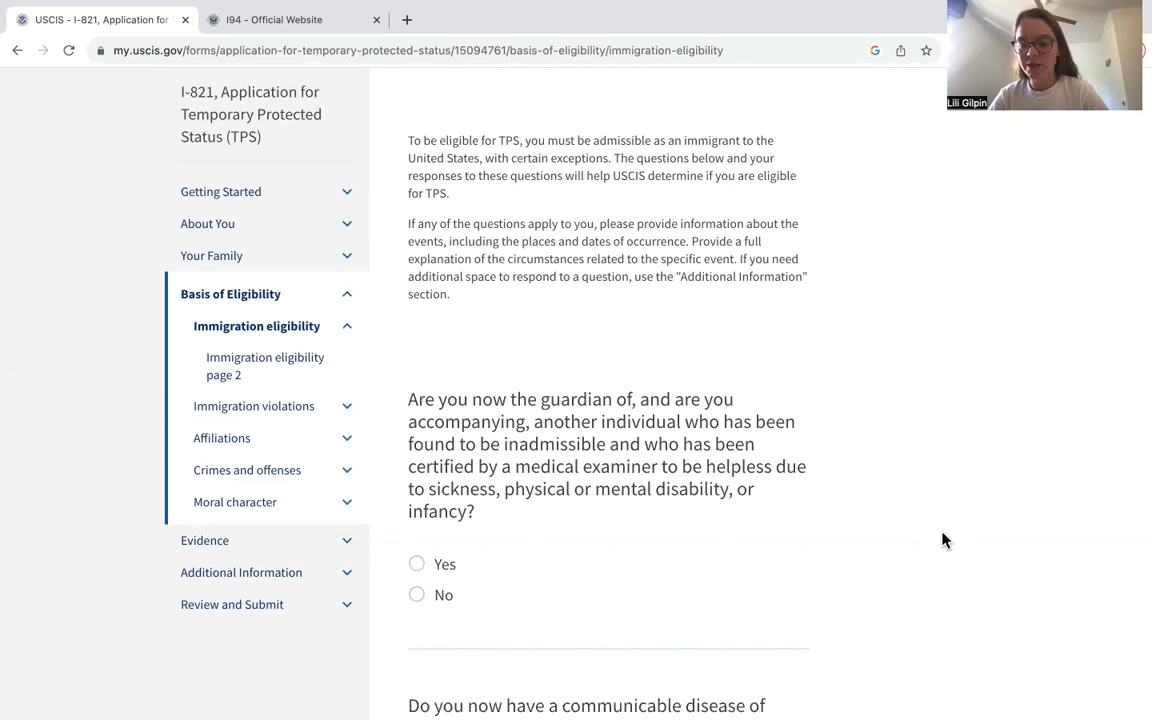 USCIS - I-821, Application for
I94 - Official Website
my.uscis.gov/forms/application-for-temporary-protected-status/15094761/basis-of-eligibility/immigration-eligibility
Lili Gilpin
I-821, Application for
Temporary Protected
Status (TPS)
Getting Started
About You
Your Family
Basis of Eligibility
Immigration eligibility
Immigration eligibility
page 2
Immigration violations
Affiliations
Crimes and offenses
Moral character
Evidence
Additional Information
Review and Submit
To be eligible for TPS, you must be admissible as an immigrant to the
United States, with certain exceptions. The questions below and your
responses to these questions will help USCIS determine if you are eligible
for TPS.
If any of the questions apply to you, please provide information about the
events, including the places and dates of occurrence. Provide a full
explanation of the circumstances related to the specific event. If you need
additional space to respond to a question, use the "Additional Information"
section.
Are you now the guardian of, and are you
accompanying, another individual who has been
found to be inadmissible and who has been
certified by a medical examiner to be helpless due
to sickness, physical or mental disability, or
infancy?
Yes
No
Do you now have a communicable disease of